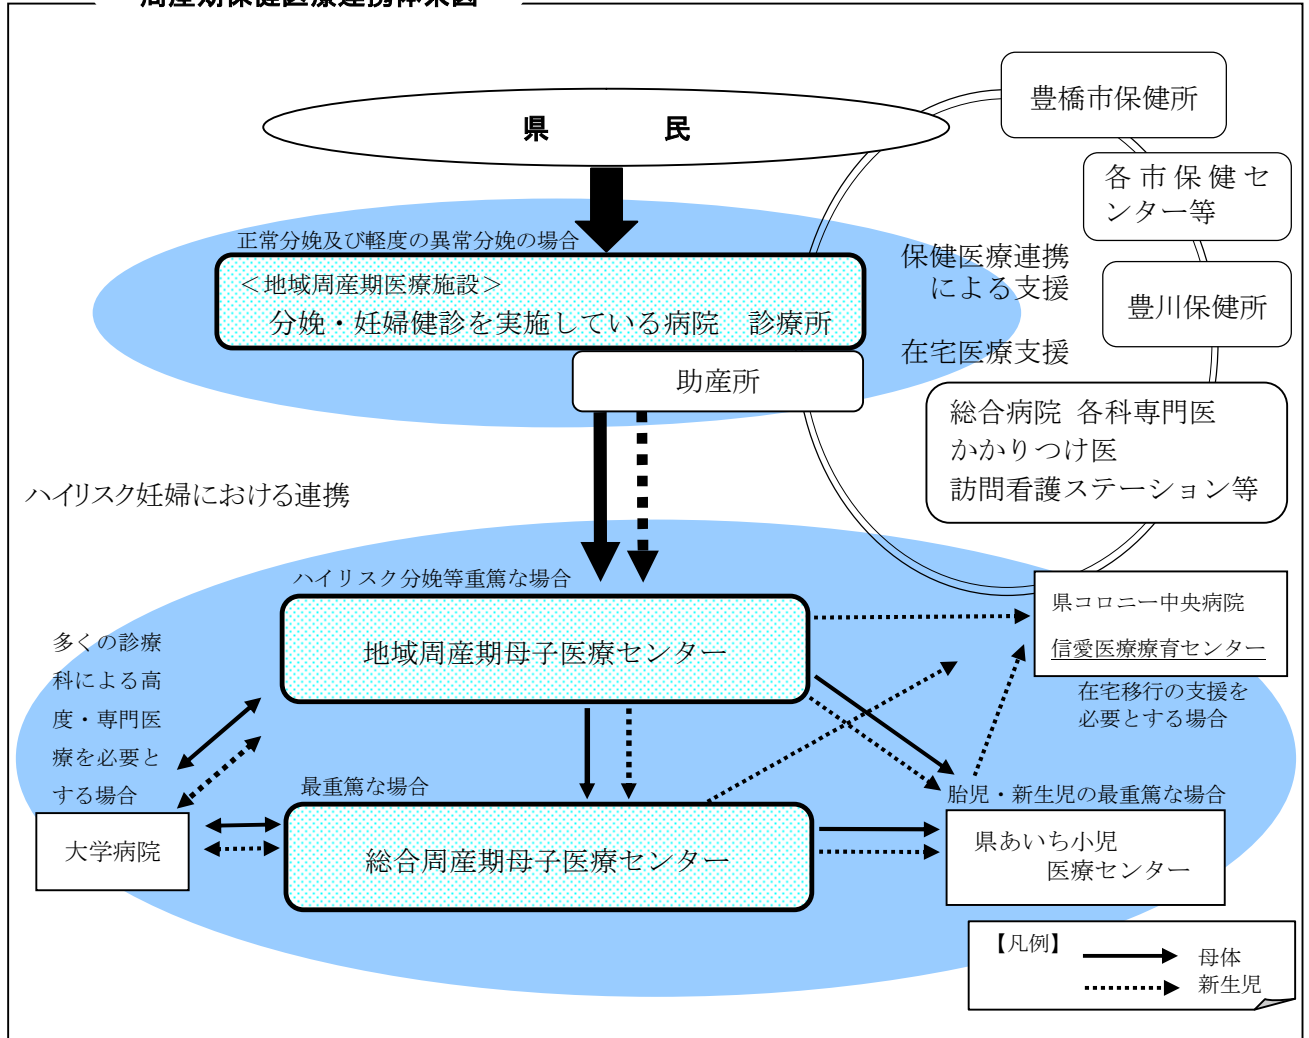 周産期保健医療連携体系図
県　　　　民
豊橋市保健所
各市保健セ
ンター等
豊川保健所
正常分娩及び軽度の異常分娩の場合
＜地域周産期医療施設＞
分娩・妊婦健診を実施している病院　診療所
助産所
保健医療連携
による支援
在宅医療支援
総合病院 各科専門医
かかりつけ医
訪問看護ステーション等
ハイリスク妊婦における連携
ハイリスク分娩等重篤な場合
地域周産期母子医療センター
県コロニー中央病院
信愛医療療育センター
在宅移行の支援を
必要とする場合
多くの診療
科による高
度・専門医
療を必要と
する場合
大学病院
最重篤な場合
総合周産期母子医療センター
胎児・新生児の最重篤な場合
県あいち小児
医療センター
【凡例】
母体
新生児